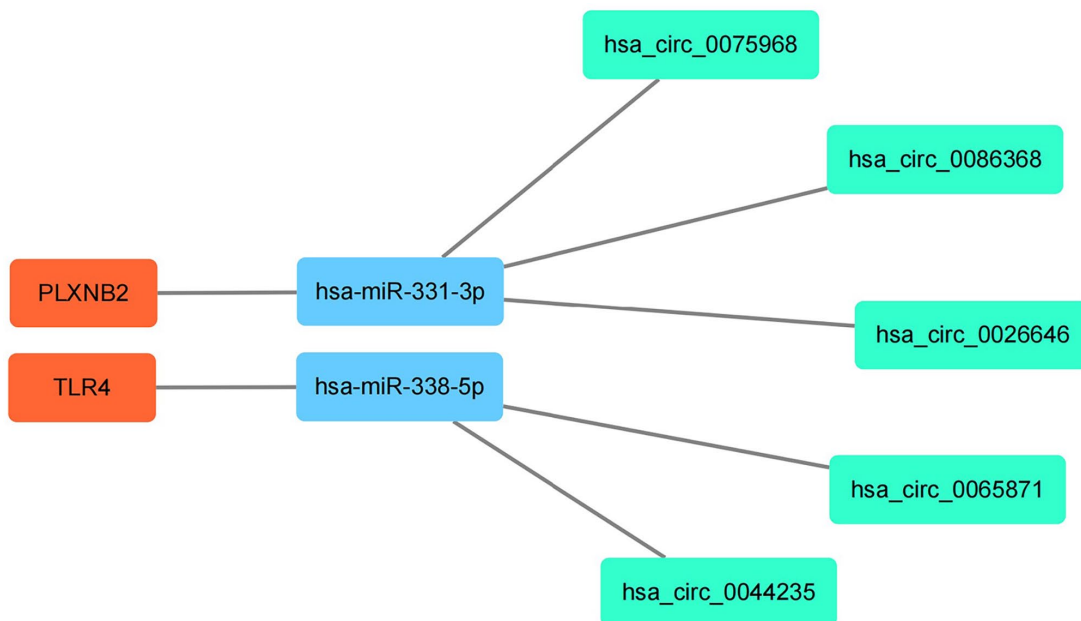 hsa_circ_0075968
hsa_circ_0086368
PLXNB2
hsa-miR-331-3p
hsa_circ_0026646
TLR4
hsa-miR-338-5p
hsa_circ_0065871
hsa_circ_0044235